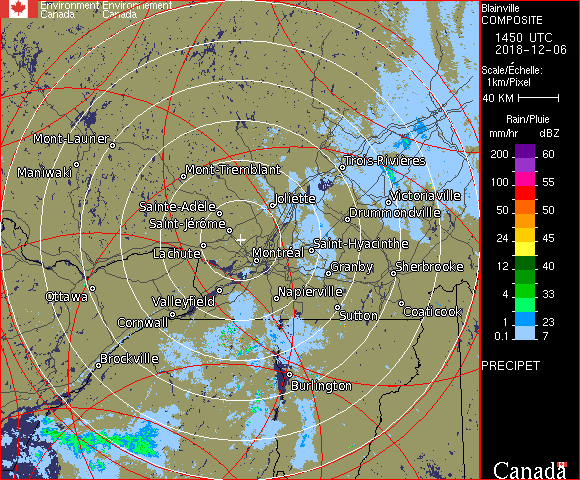 Environment Environnement
Canada Canada
Blainville
COMPOSITE
1450 UTC
2018-12-06
Scale/Échelle:
1km/Pixel
40 KM
Rain/Pluie
mm/hr dBZ
200 60
150 57
100 55
50 50
24 45
12 40
4 33
1 23
0.1 7
PRECIPET
Canada
Mont-Laurier
Maniwaki
Mont-Tremblant
Trois-Rivières
Joliette
Victoriaville
Sainte-Adèle
Drummondville
Saint-Jérôme
Lachute
Montréal
Saint-Hyacinthe
Granby
Sherbrooke
Ottawa
Valleyfield
Napierville
Cornwall
Sutton
Coaticook
Brockville
Burlington